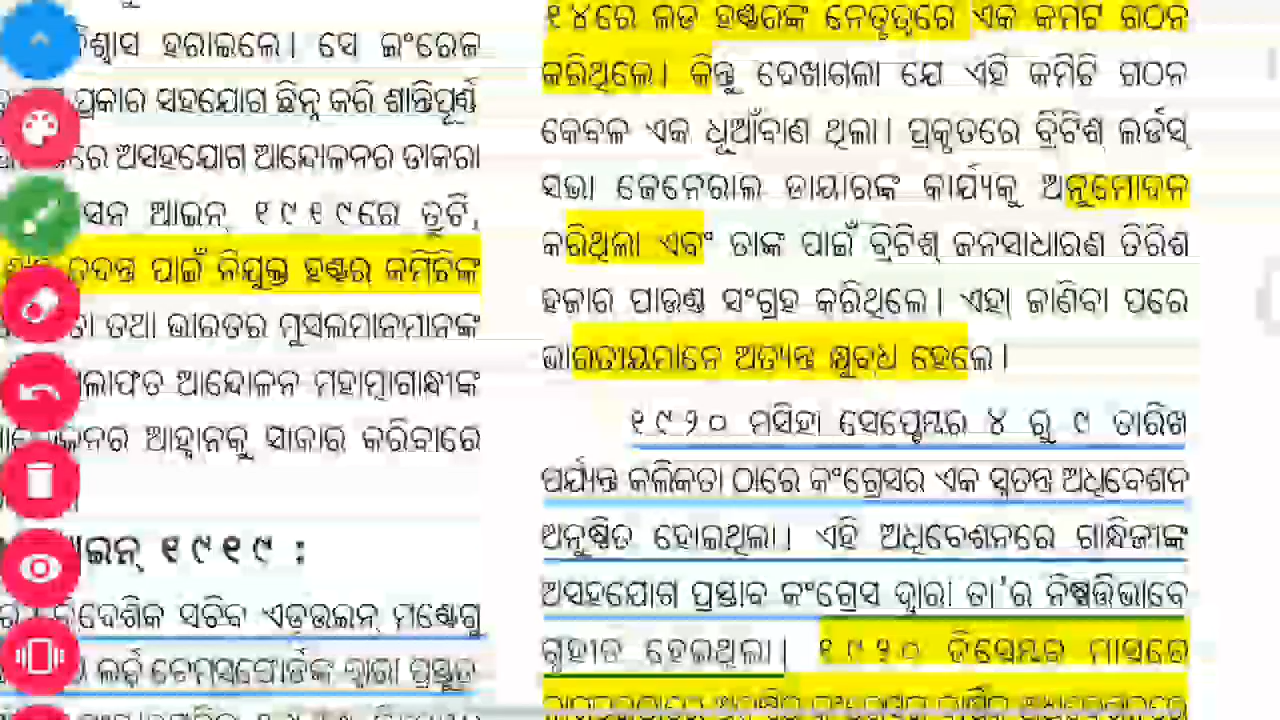 ବିଶ୍ୱାସ ହରାଇଲେ। ସେ ଇଂରେଜ
ପ୍ରକାର ସହଯୋଗ ଛିନ୍ନ କରି ଶାନ୍ତିପୂର୍ଣ୍ଣ
ଅସହଯୋଗ ଆନ୍ଦୋଳନର ଡାକରା
ଆଇନ୍ ୧୯୧୯ରେ ତ୍ରୁଟି,
ତଦନ୍ତ ପାଇଁ ନିଯୁକ୍ତ ହଣ୍ଟର କମିଟିଙ୍କ
ତଥା ଭାରତର ମୁସଲମାନମାନଙ୍କ
ଆନ୍ଦୋଳନ ମହାତ୍ମାଗାନ୍ଧୀଙ୍କ
ଆହ୍ୱାନକୁ ସାକାର କରିବାରେ
ଆଇନ୍ ୧୯୧୯ :
ସଚିବ ଏଡ୍‌ଉଇନ୍ ମଣ୍ଟେଗୁ
ଲର୍ଡ ଚେମସ୍‌ଫୋର୍ଡଙ୍କ ଦ୍ୱାରା ପ୍ରସ୍ତୁତ
୧୪ରେ ଲର୍ଡ ହଣ୍ଟରଙ୍କ ନେତୃତ୍ୱରେ ଏକ କମିଟି ଗଠନ
କରିଥିଲେ। କିନ୍ତୁ ଦେଖାଗଲା ଯେ ଏହି କମିଟି ଗଠନ
କେବଳ ଏକ ଧୂଆଁବାଣ ଥିଲା। ପ୍ରକୃତରେ ବ୍ରିଟିଶ୍ ଲର୍ଡସ୍
ସଭା ଜେନେରାଲ ଡାୟାରଙ୍କ କାର୍ଯ୍ୟକୁ ଅନୁମୋଦନ
କରିଥିଲା ଏବଂ ତାଙ୍କ ପାଇଁ ବ୍ରିଟିଶ୍ ଜନସାଧାରଣ ତିରିଶ
ହଜାର ପାଉଣ୍ଡ ସଂଗ୍ରହ କରିଥିଲେ। ଏହା ଜାଣିବା ପରେ
ଭାରତୀୟମାନେ ଅତ୍ୟନ୍ତ କ୍ଷୁବ୍ଧ ହେଲେ।
୧୯୨୦ ମସିହା ସେପ୍ଟେମ୍ବର ୪ ରୁ ୯ ତାରିଖ
ପର୍ଯ୍ୟନ୍ତ କଲିକତା ଠାରେ କଂଗ୍ରେସର ଏକ ସ୍ୱତନ୍ତ୍ର ଅଧିବେଶନ
ଅନୁଷ୍ଠିତ ହୋଇଥିଲା। ଏହି ଅଧିବେଶନରେ ଗାନ୍ଧିଜୀଙ୍କ
ଅସହଯୋଗ ପ୍ରସ୍ତାବ କଂଗ୍ରେସ ଦ୍ୱାରା ତା'ର ନିଷ୍ପତ୍ତିଭାବେ
ଗୃହୀତ ହେଇଥିଲା। ୧୯୨୦ ଡିସେମ୍ବର ମାସରେ